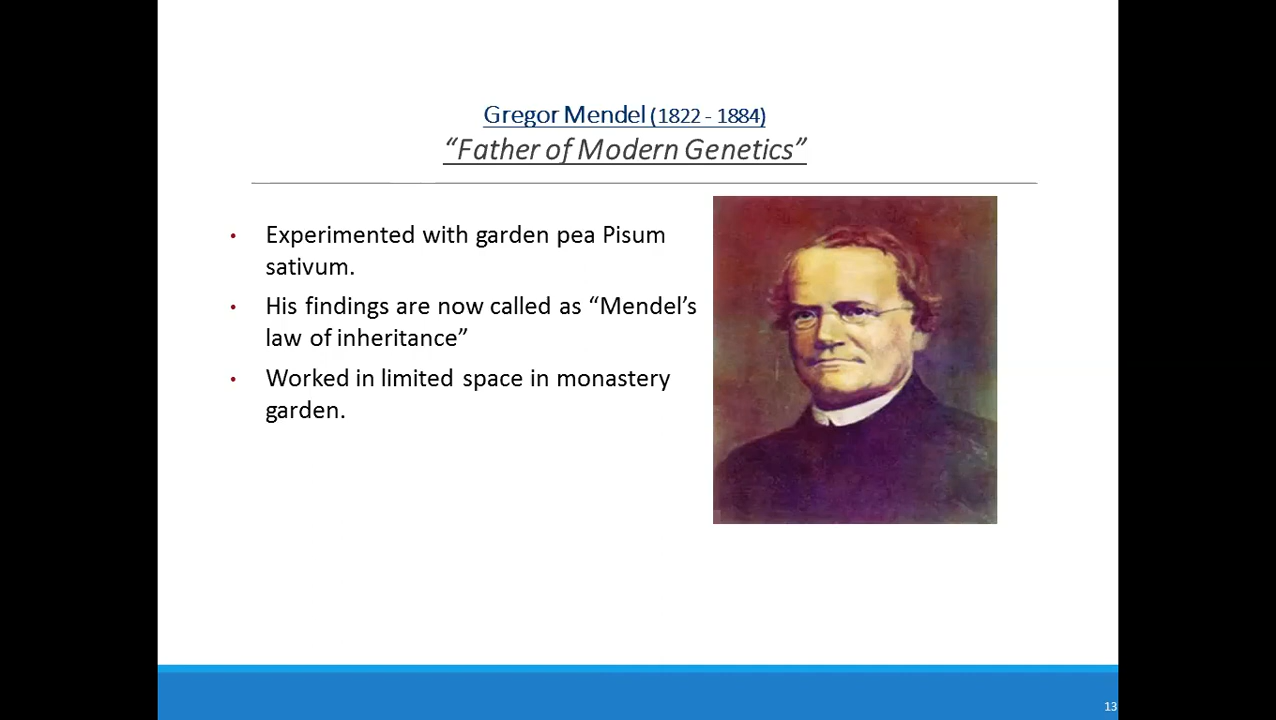 Gregor Mendel (1822 - 1884)
“Father of Modern Genetics”
• Experimented with garden pea Pisum
sativum.
• His findings are now called as “Mendel’s
law of inheritance”
• Worked in limited space in monastery
garden.
13